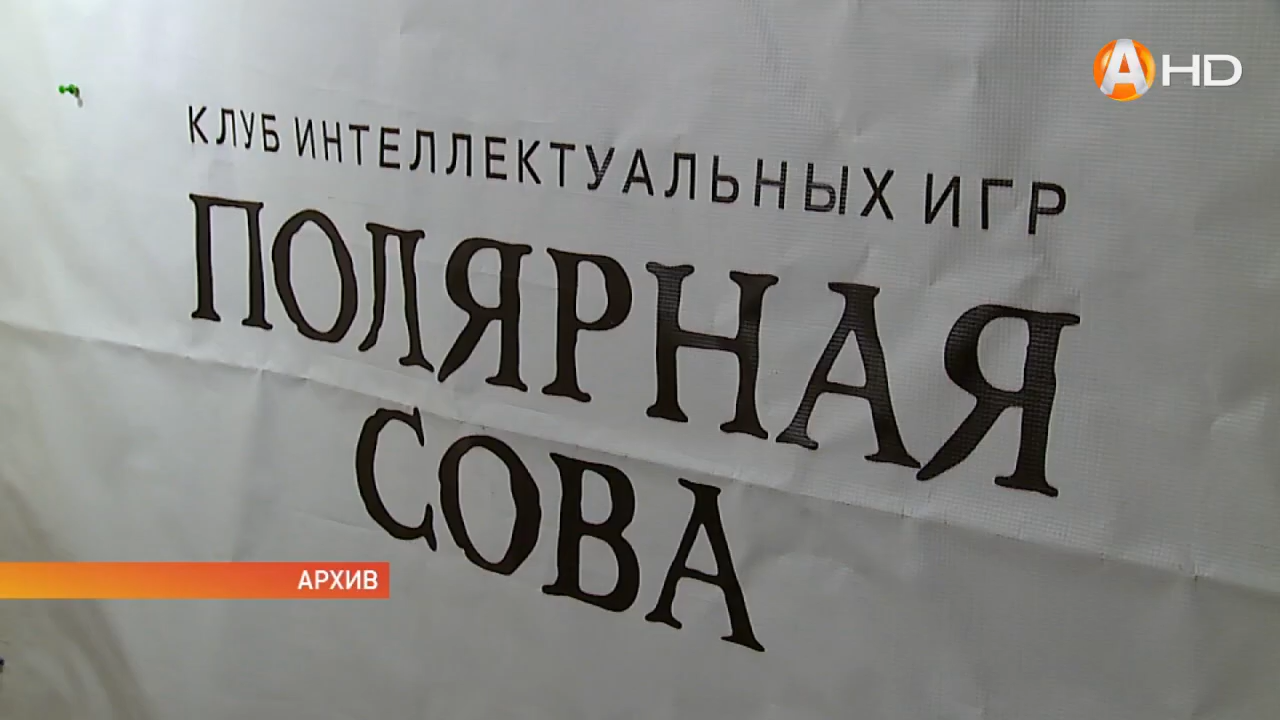 А HD
КЛУБ ИНТЕЛЛЕКТУАЛЬНЫХ ИГР
ПОЛЯРНАЯ
СОВА
АРХИВ